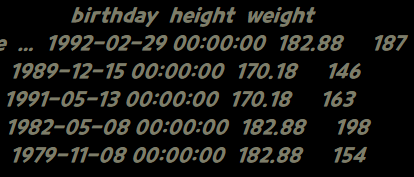 birthday height weight
e ... 1992-02-29 00:00:00 182.88 187
1989-12-15 00:00:00 170.18 146
1991-05-13 00:00:00 170.18 163
1982-05-08 00:00:00 182.88 198
1979-11-08 00:00:00 182.88 154